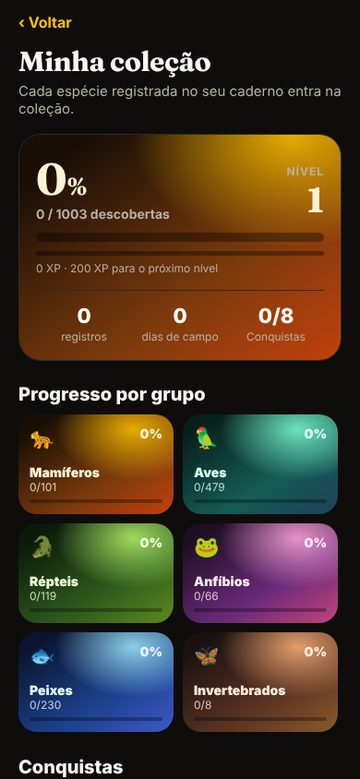 ‹ Voltar
Minha coleção
Cada espécie registrada no seu caderno entra na
coleção.
0%
NÍVEL
1
0 / 1003 descobertas
0 XP · 200 XP para o próximo nível
0
0
0/8
registros
dias de campo
Conquistas
Progresso por grupo
0%
Mamíferos
0/101
0%
Aves
0/479
0%
Répteis
0/119
0%
Anfíbios
0/66
0%
Peixes
0/230
0%
Invertebrados
0/8
Conquistas